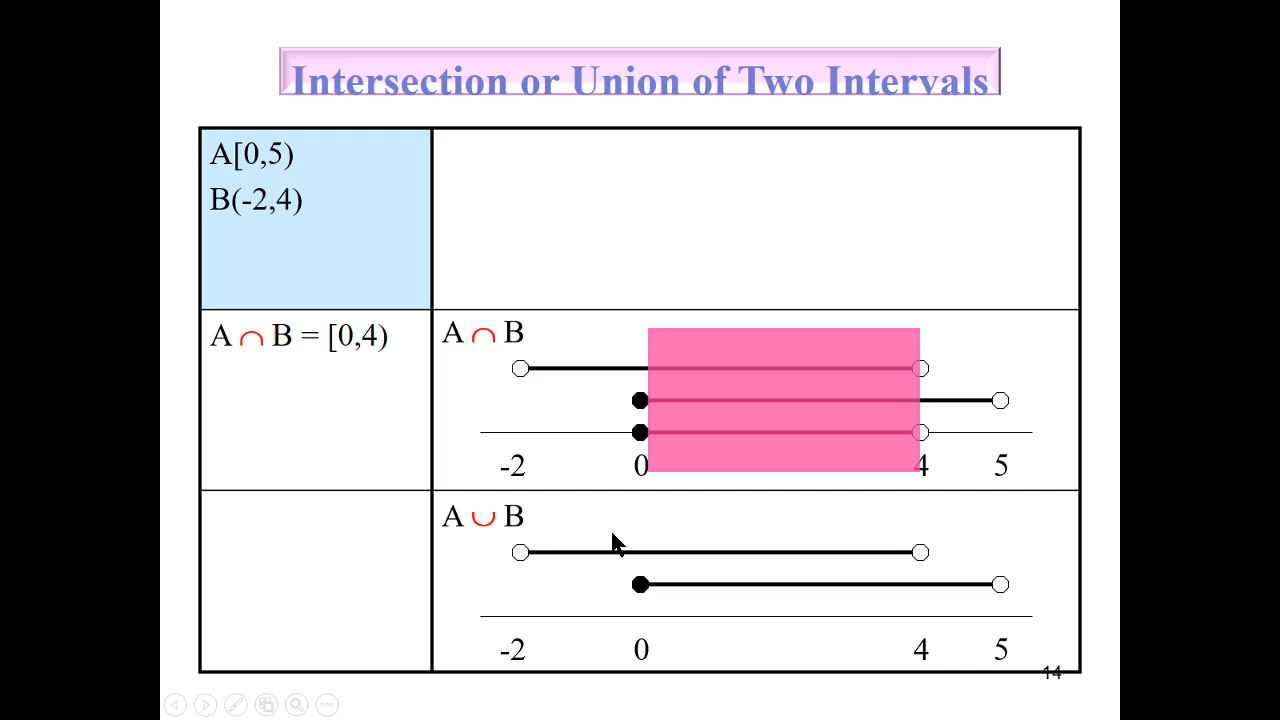 Intersection or Union of Two Intervals
A[0,5)
B(-2,4)
A ∩ B = [0,4)
A ∩ B
-2 0 4 5
A ∪ B
-2 0 4 5
14